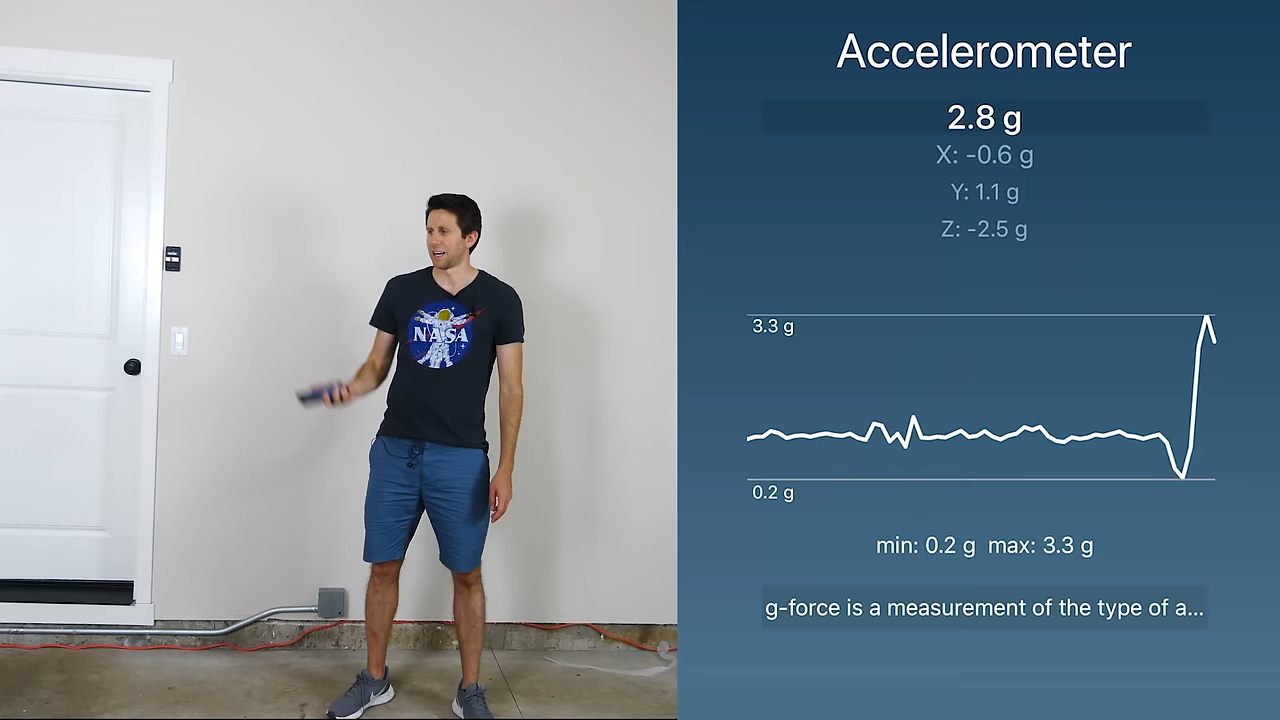 NASA
Accelerometer
2.8 g
X: -0.6 g
Y: 1.1 g
Z: -2.5 g
3.3 g
0.2 g
min: 0.2 g max: 3.3 g
g-force is a measurement of the type of a...